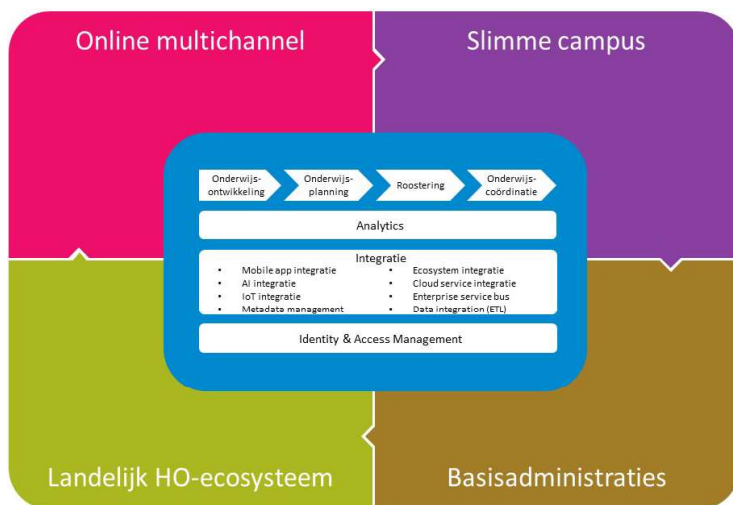 Online multichannel
Slimme campus
Onderwijs-
ontwikkeling
Onderwijs-
planning
Roostering
Onderwijs-
coördinatie
Analytics
Integratie
• Mobile app integratie
• AI integratie
• IoT integratie
• Metadata management
• Ecosystem integratie
• Cloud service integratie
• Enterprise service bus
• Data integration (ETL)
Identity & Access Management
Landelijk HO-ecosysteem
Basisadministraties